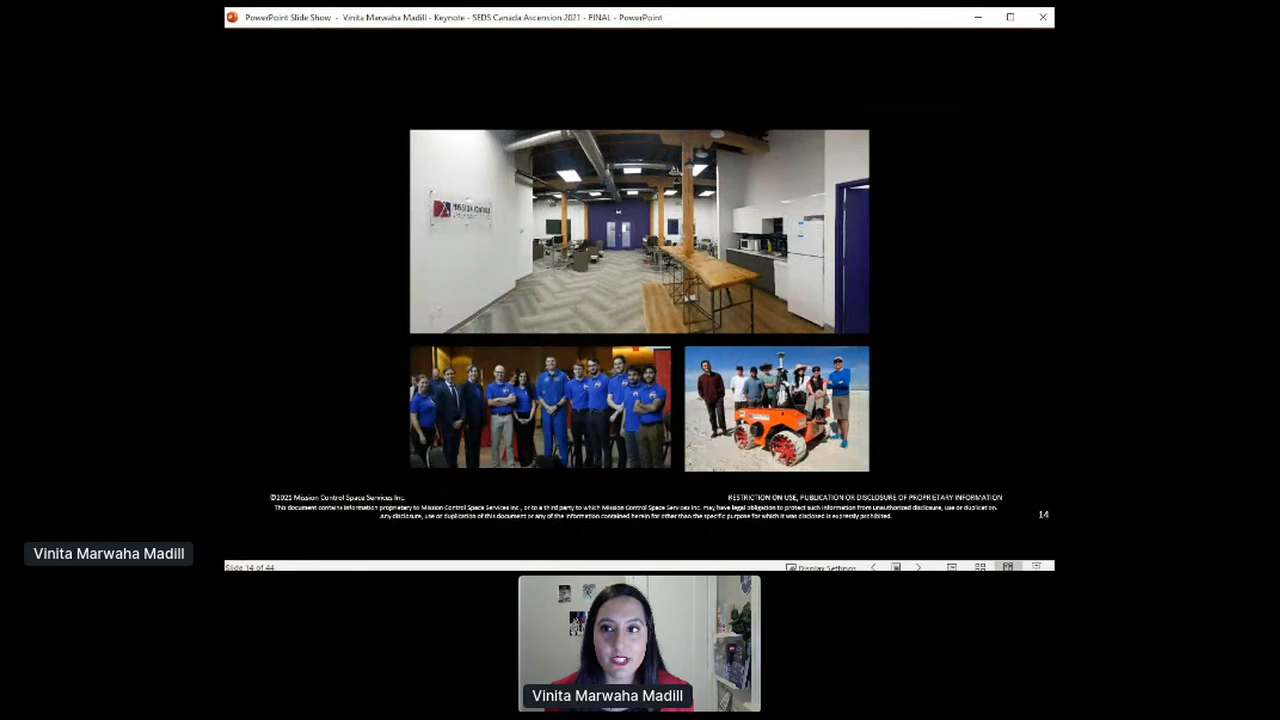 PowerPoint Slide Show - Vinita Marwaha Madill - Keynote - SEDS Canada Ascension 2021 - FINAL - PowerPoint
MISSION CONTROL
©2021 Mission Control Space Services Inc.
RESTRICTION ON USE, PUBLICATION OR DISCLOSURE OF PROPRIETARY INFORMATION
This document contains information proprietary to Mission Control Space Services Inc., or to a third party to which Mission Control Space Services Inc. may have legal obligation to protect such information from unauthorized disclosure, use or duplication.
any disclosure, use or duplication of this document or any of the information contained herein for other than the specific purpose for which it was disclosed is expressly prohibited.
14
Vinita Marwaha Madill
Slide 14 of 44
Display Settings
Vinita Marwaha Madill